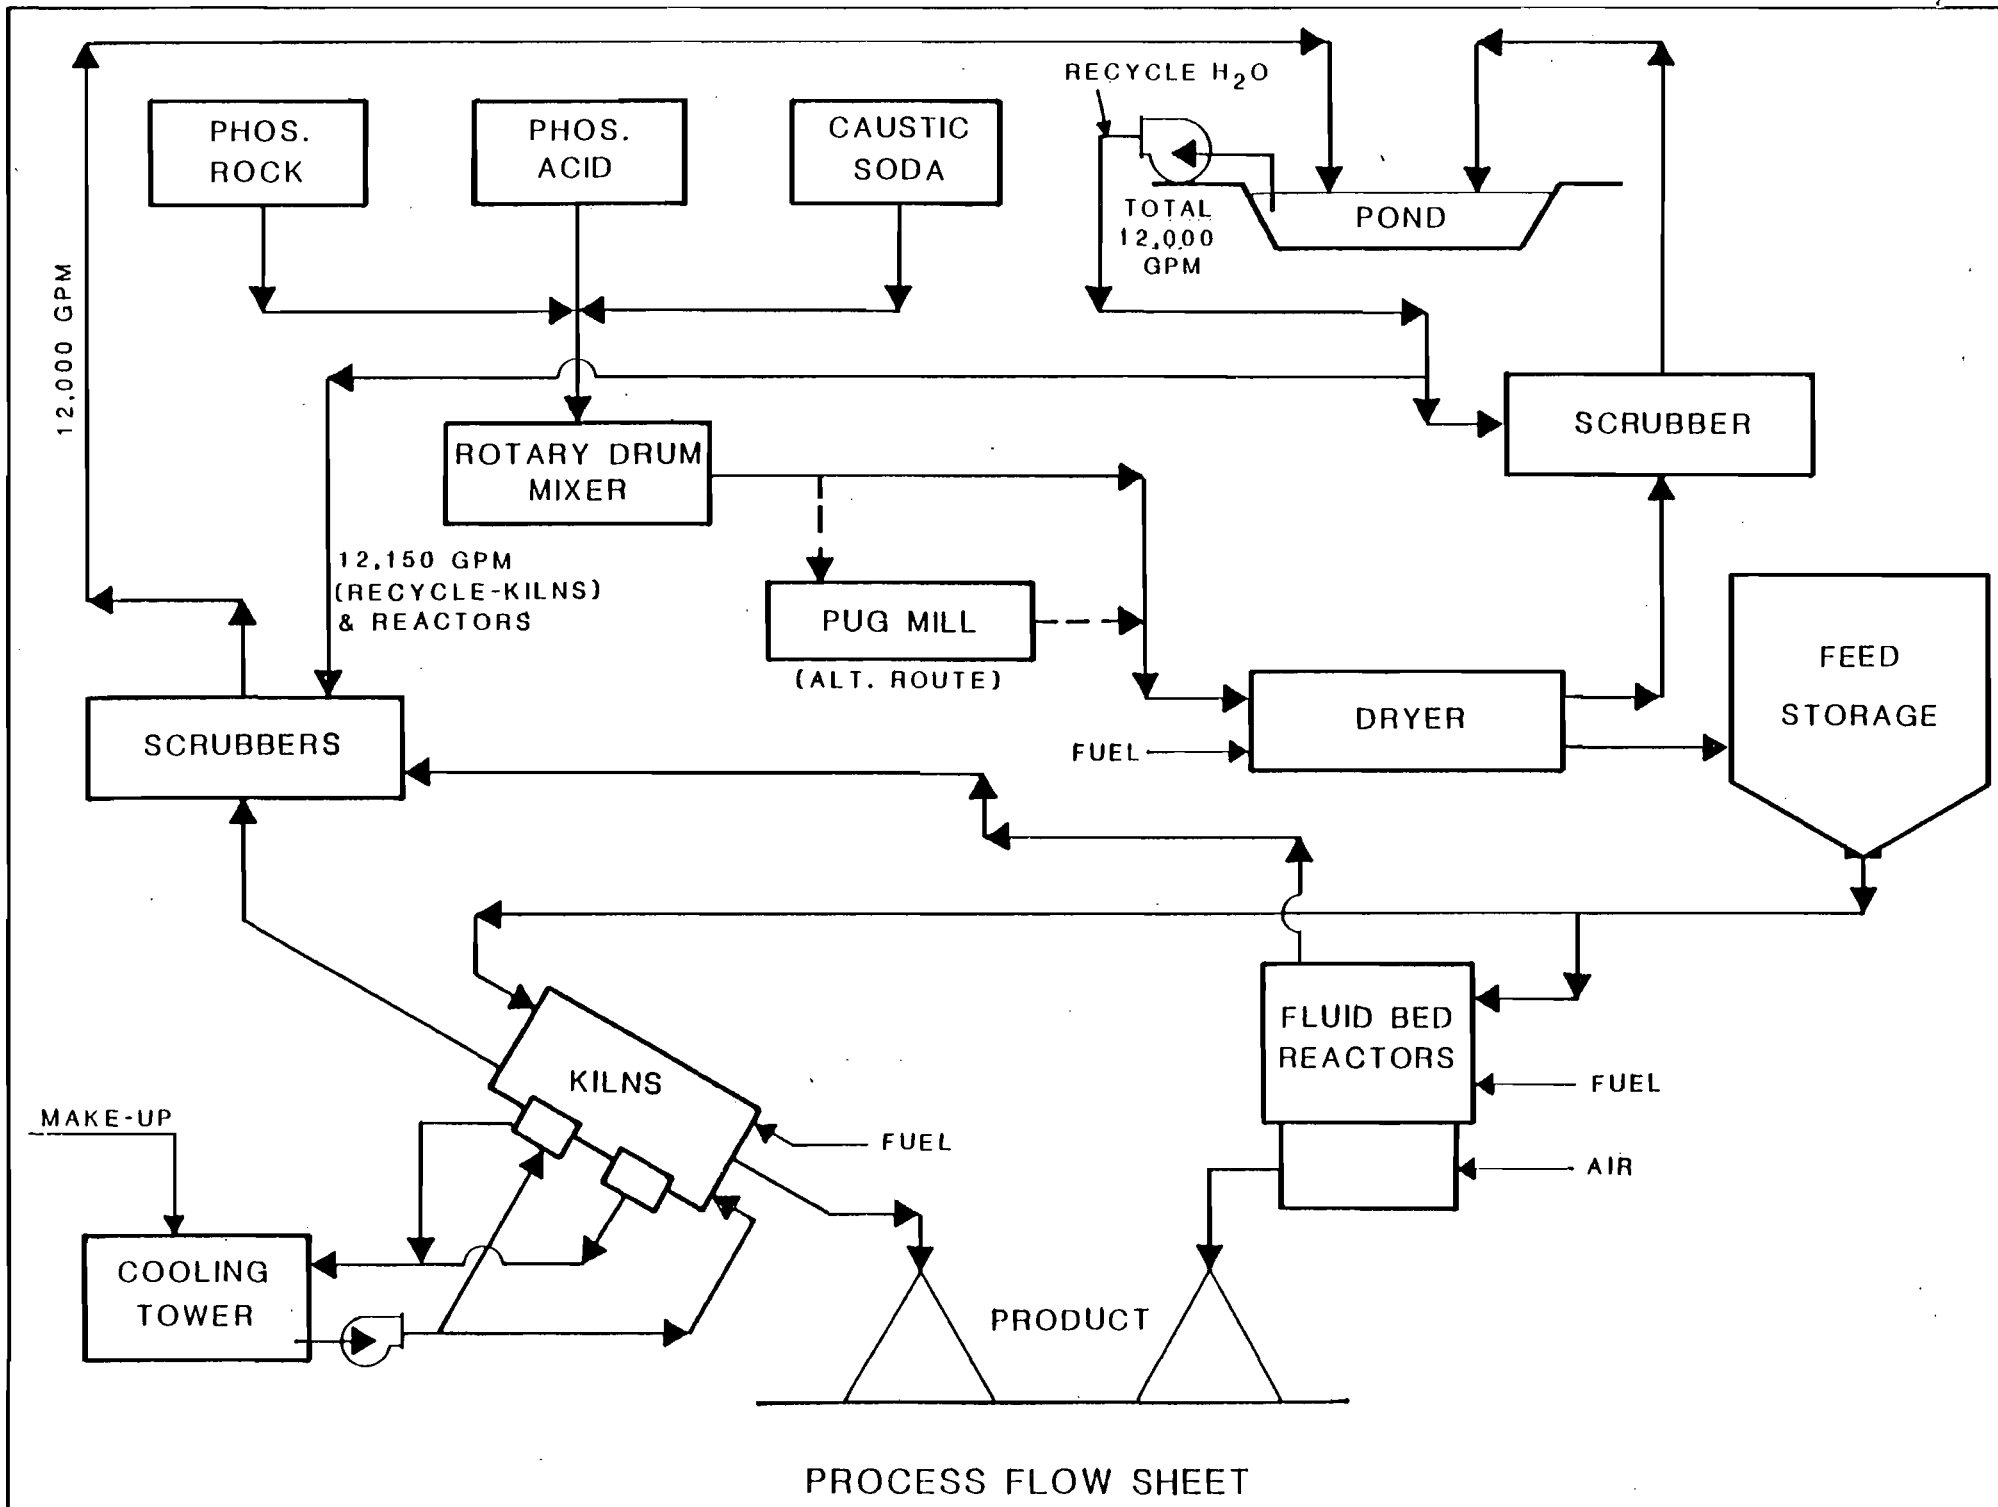 RECYCLE H2O
PHOS.
ROCK
PHOS.
ACID
CAUSTIC
SODA
TOTAL
12,000
GPM
POND
12,000 GPM
SCRUBBER
ROTARY DRUM
MIXER
12,150 GPM
(RECYCLE-KILNS)
& REACTORS
PUG MILL
(ALT. ROUTE)
FEED
STORAGE
SCRUBBERS
DRYER
FUEL
FLUID BED
REACTORS
KILNS
FUEL
MAKE-UP
FUEL
AIR
COOLING
TOWER
PRODUCT
PROCESS FLOW SHEET